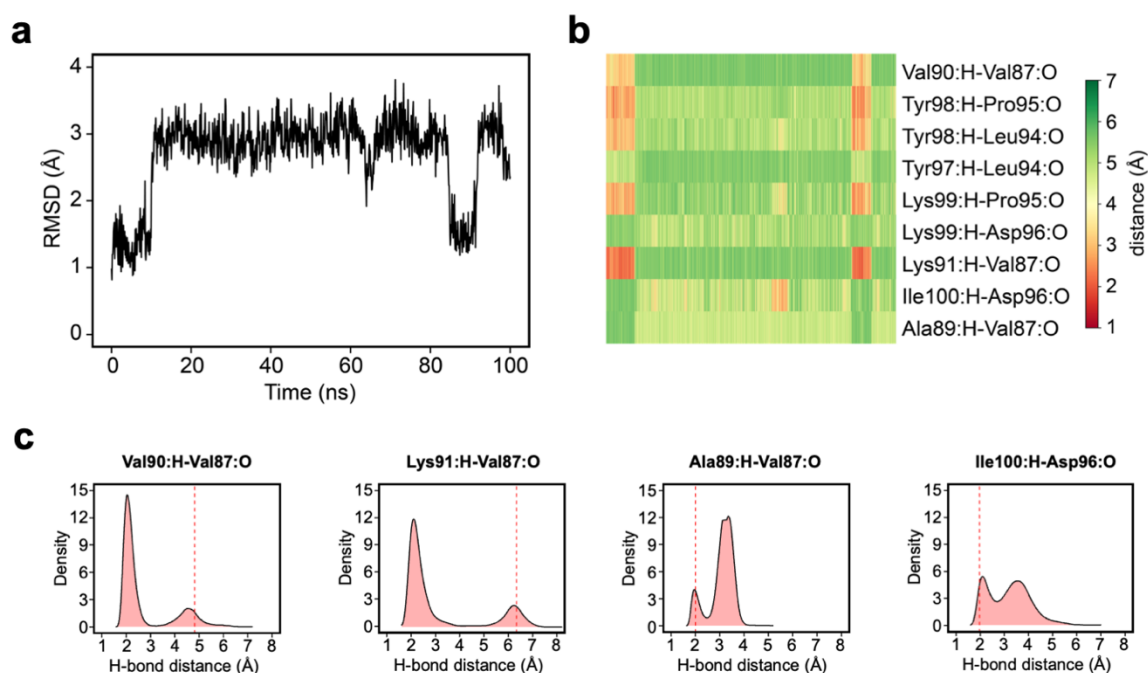 a
4
3
2
1
0
RMSD (Å)
0 20 40 60 80 100
Time (ns)
b
Val90:H-Val87:O
Tyr98:H-Pro95:O
Tyr98:H-Leu94:O
Tyr97:H-Leu94:O
Lys99:H-Pro95:O
Lys99:H-Asp96:O
Lys91:H-Val87:O
Ile100:H-Asp96:O
Ala89:H-Val87:O
7
6
5
4
3
2
1
distance (Å)
c
Val90:H-Val87:O
15
12
9
6
3
0
Density
1 2 3 4 5 6 7 8
H-bond distance (Å)
Lys91:H-Val87:O
15
12
9
6
3
0
Density
1 2 3 4 5 6 7 8
H-bond distance (Å)
Ala89:H-Val87:O
15
12
9
6
3
0
Density
1 2 3 4 5 6 7 8
H-bond distance (Å)
Ile100:H-Asp96:O
15
12
9
6
3
0
Density
1 2 3 4 5 6 7 8
H-bond distance (Å)